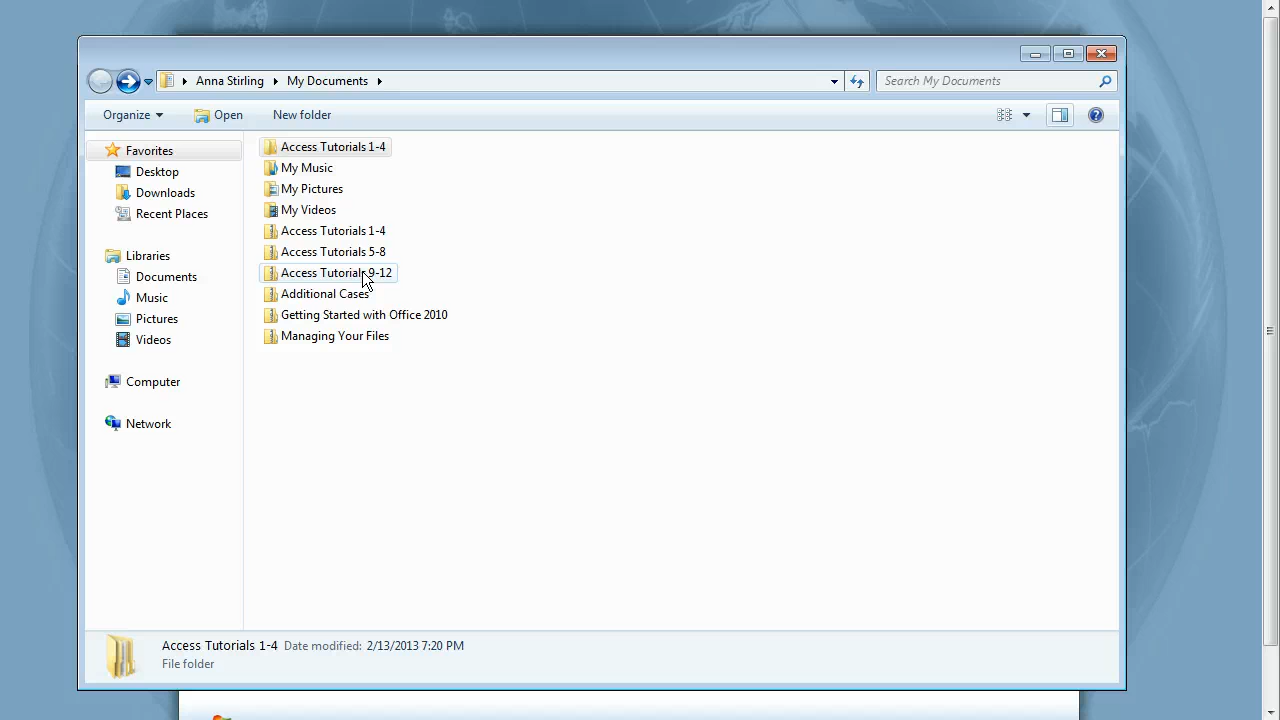 Anna Stirling My Documents
Search My Documents
Organize Open New folder
Favorites
Desktop
Downloads
Recent Places
Libraries
Documents
Music
Pictures
Videos
Computer
Network
Access Tutorials 1-4
My Music
My Pictures
My Videos
Access Tutorials 1-4
Access Tutorials 5-8
Access Tutorials 9-12
Additional Cases
Getting Started with Office 2010
Managing Your Files
Access Tutorials 1-4 Date modified: 2/13/2013 7:20 PM
File folder